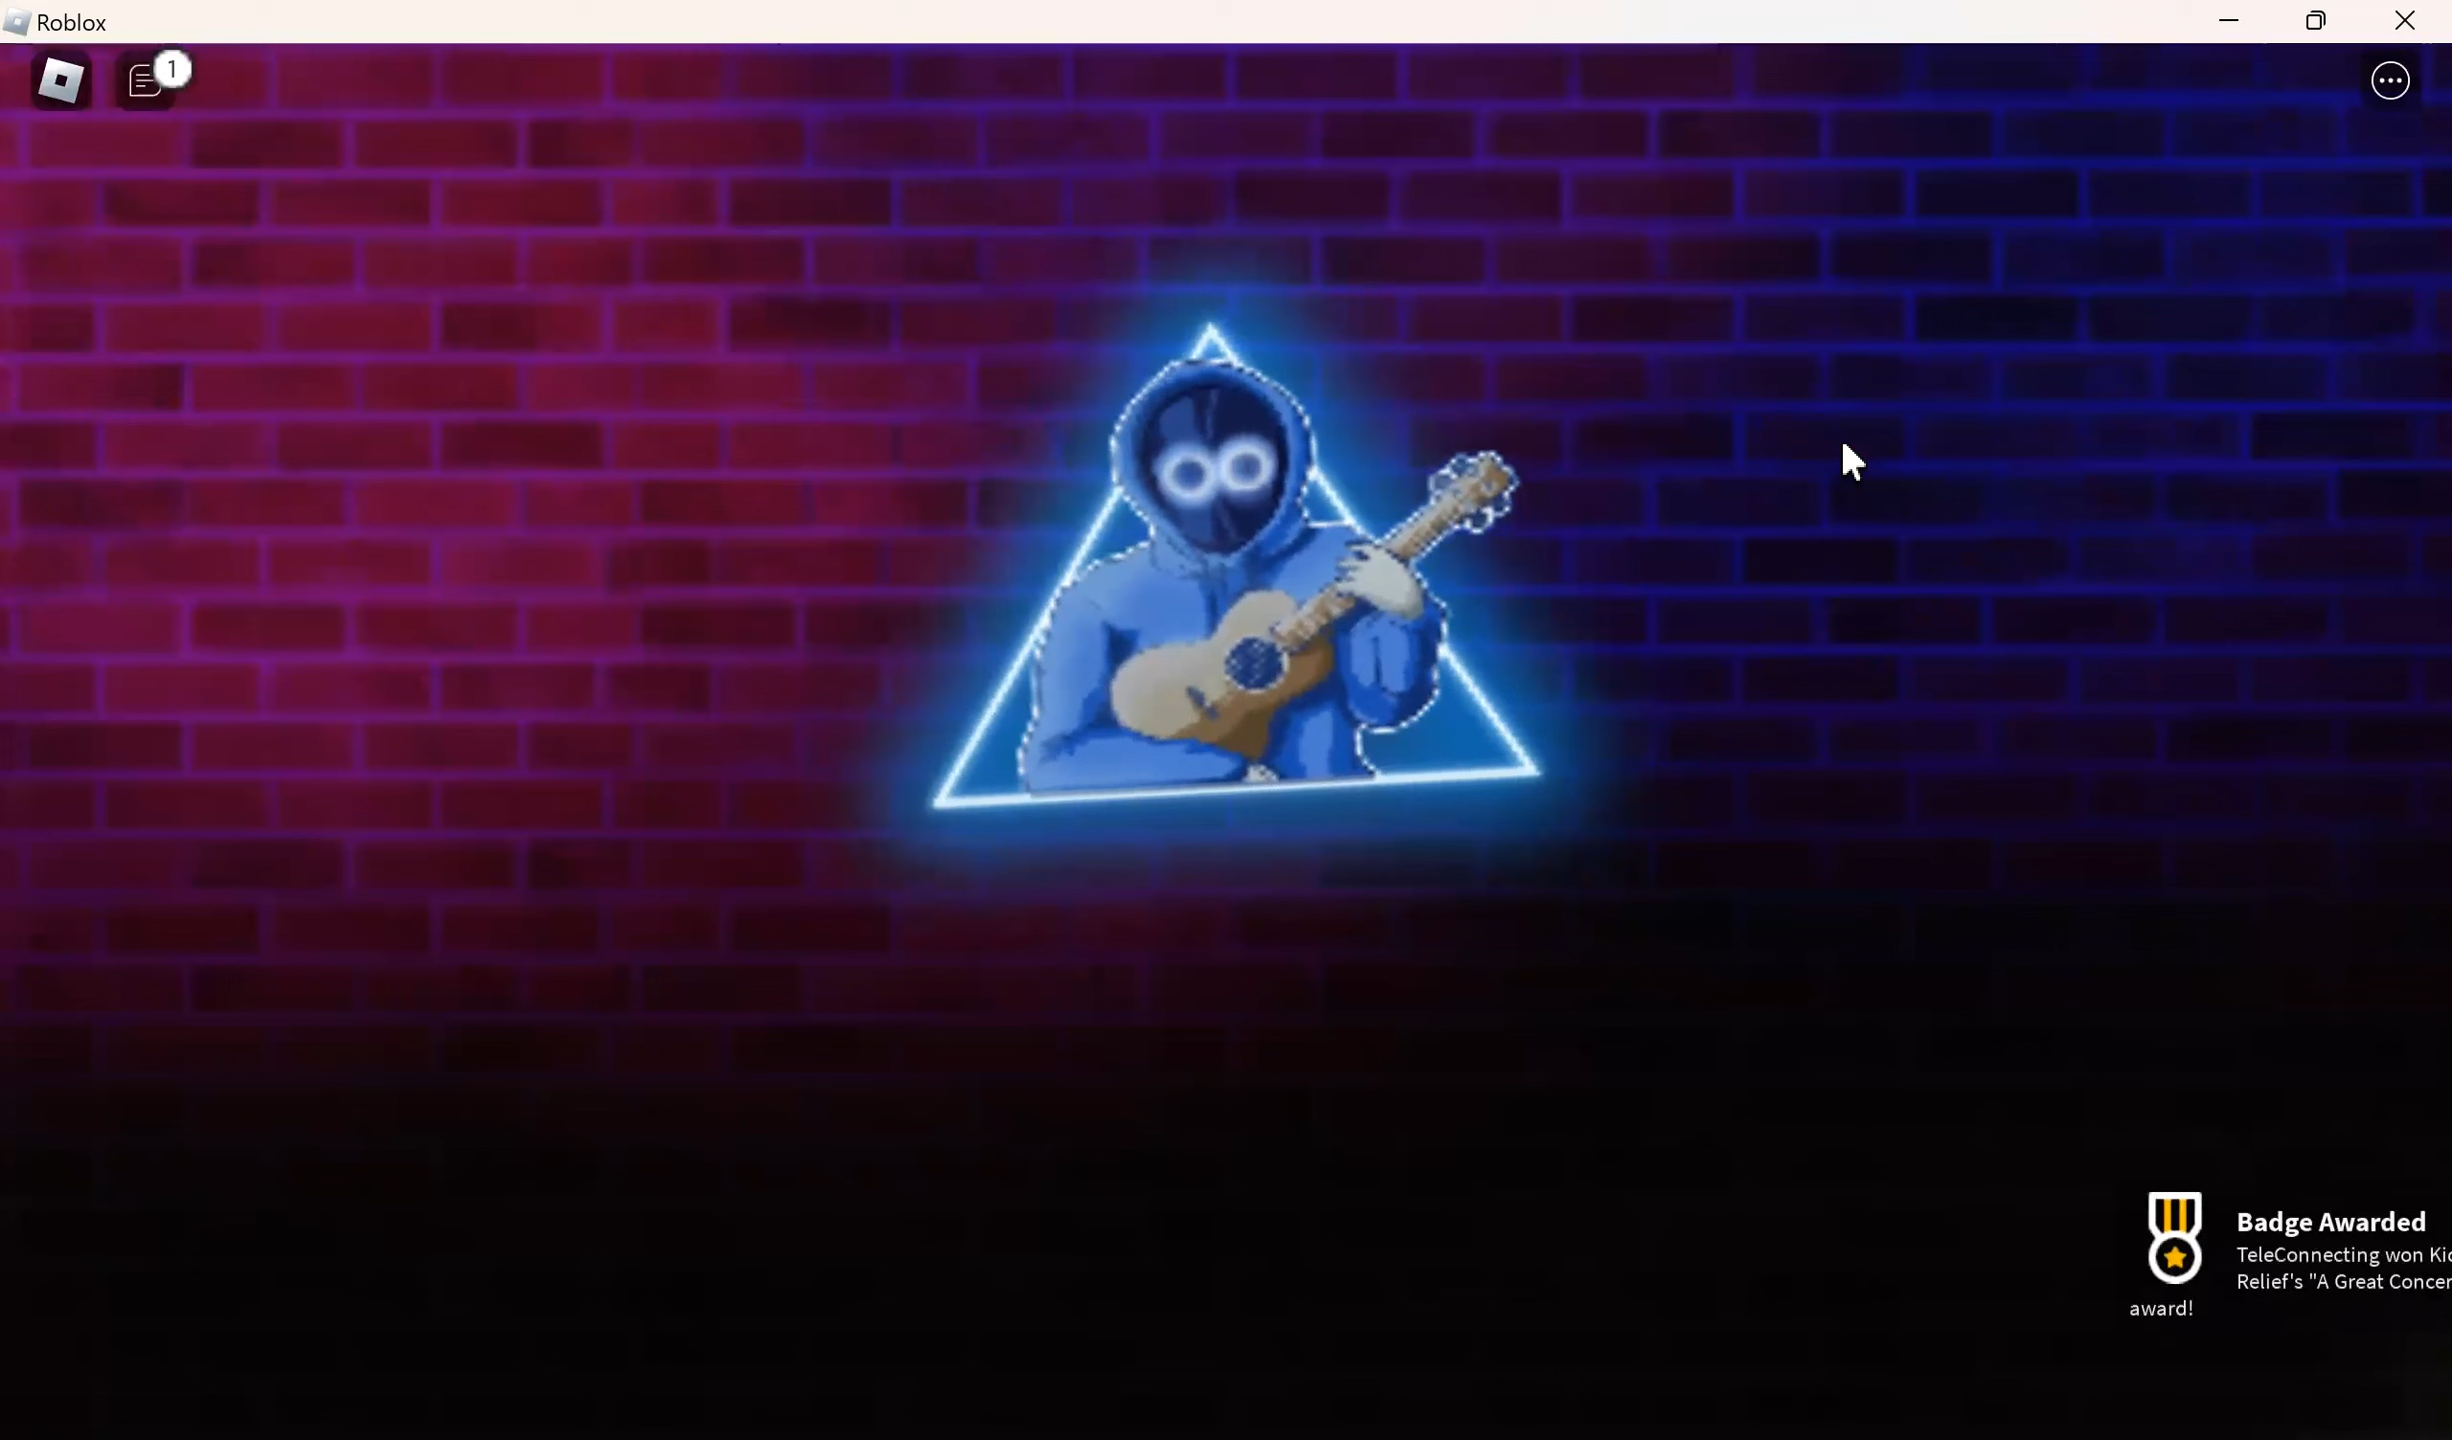 Roblox
1
Badge Awarded
TeleConnecting won
Relief's "A Great
award!